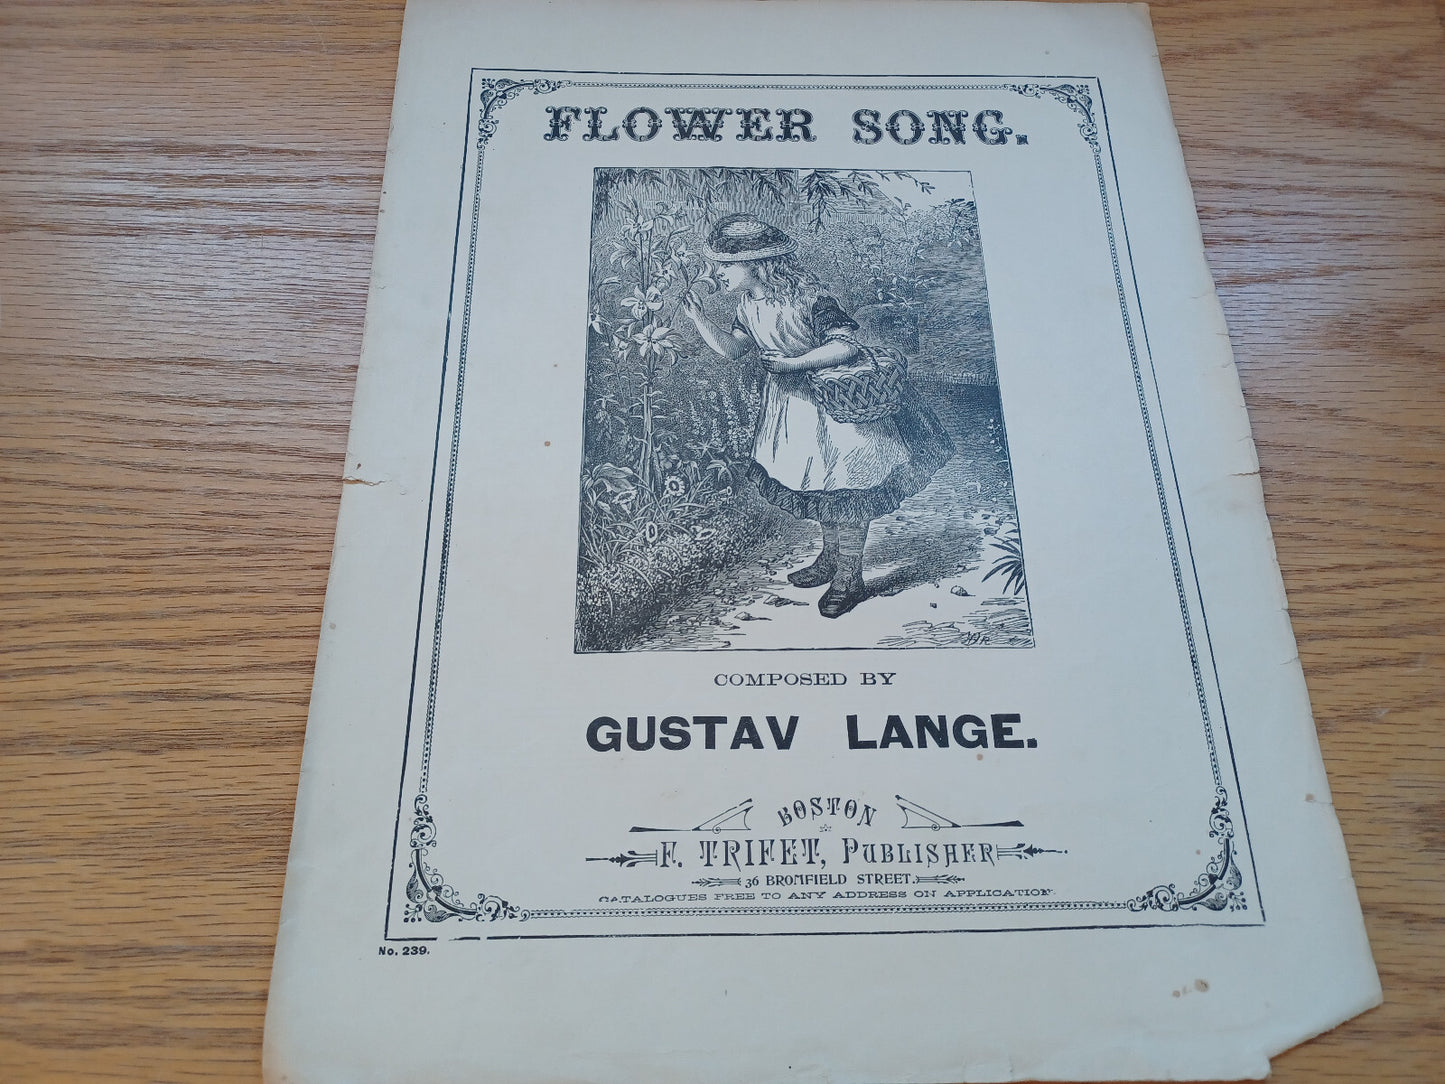 FLOWER SONG.
COMPOSED BY
GUSTAV LANGE.
BOSTON
F. TRIFET, PUBLISHER
36 BROMFIELD STREET.
CATALOGUES FREE TO ANY ADDRESS ON APPLICATION.
No. 239.